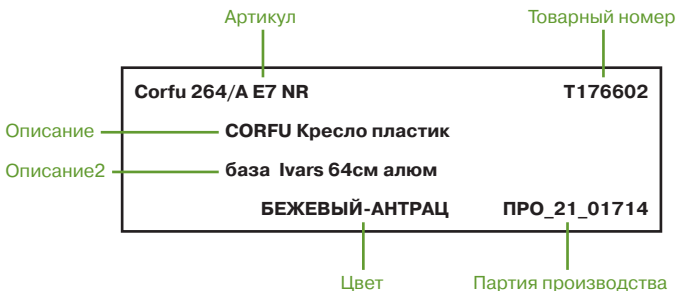 Артикул Товарный номер
Corfu 264/A E7 NR T176602
Описание CORFU Кресло пластик
Описание2 база Ivars 64см алюм
БЕЖЕВЫЙ-АНТРАЦ ПРО_21_01714
Цвет Партия производства